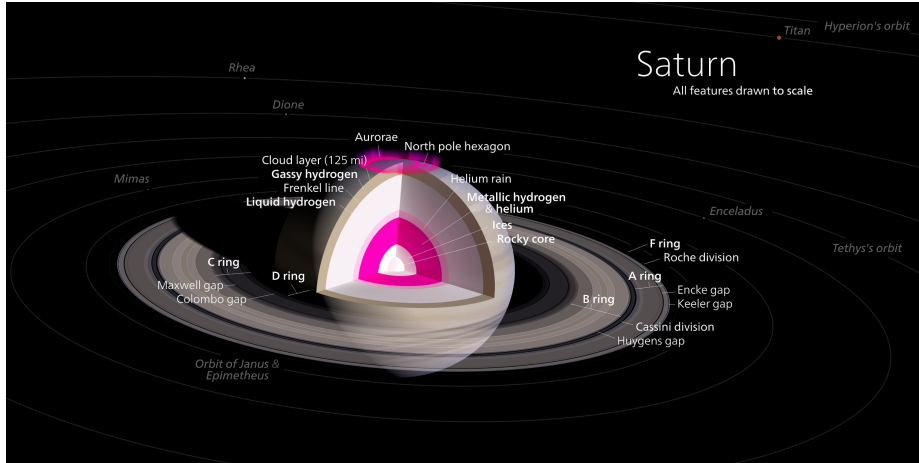 Titan
Hyperion's orbit
Saturn
All features drawn to scale
Rhea
Dione
Aurorae
North pole hexagon
Cloud layer (125 mi)
Gassy hydrogen
Helium rain
Mimas
Frenkel line
Liquid hydrogen
Metallic hydrogen
& helium
Enceladus
Ices
Rocky core
F ring
Tethys's orbit
Roche division
C ring
D ring
A ring
Maxwell gap
Encke gap
Colombo gap
B ring
Keeler gap
Cassini division
Huygens gap
Orbit of Janus &
Epimetheus